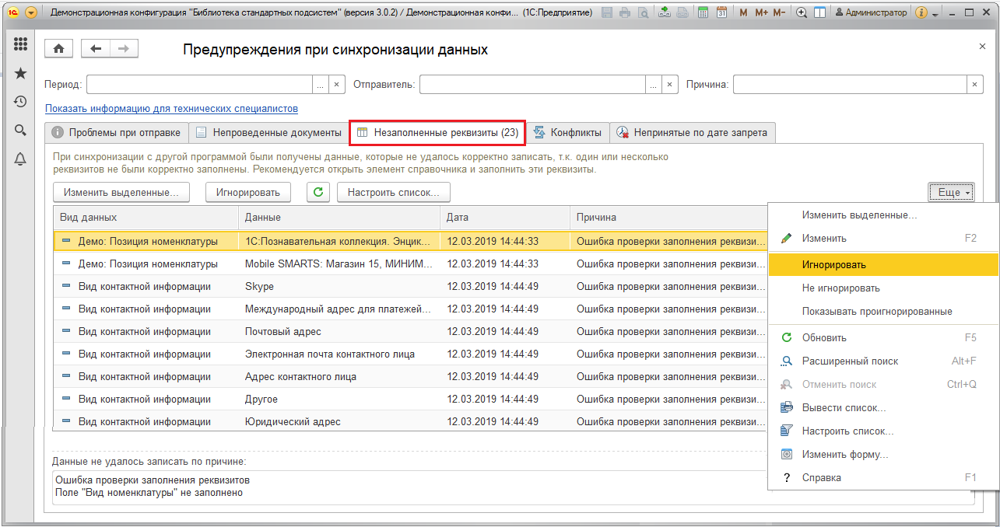 Демонстрационная конфигурация "Библиотека стандартных подсистем" (версия 3.0.2) / Демонстрационная конфи... (1С:Предприятие) M M+ M- Администратор
Предупреждения при синхронизации данных
Период: ... × Отправитель: ... × Причина: ×
Показать информацию для технических специалистов
Проблемы при отправке Непроведенные документы Незаполненные реквизиты (23) Конфликты Непринятые по дате запрета
При синхронизации с другой программой были получены данные, которые не удалось корректно записать, т.к. один или несколько
реквизитов не были корректно заполнены. Рекомендуется открыть элемент справочника и заполнить эти реквизиты.
Изменить выделенные... Игнорировать Настроить список... Еще
Вид данных Данные Дата Причина
Демо: Позиция номенклатуры 1С:Познавательная коллекция. Энцик... 12.03.2019 14:44:33 Ошибка проверки заполнения реквизи...
Демо: Позиция номенклатуры Mobile SMARTS: Магазин 15, МИНИМ... 12.03.2019 14:44:33 Ошибка проверки заполнения реквизи...
Вид контактной информации Skype 12.03.2019 14:44:49 Ошибка проверки заполнения реквизи...
Вид контактной информации Международный адрес для платежей... 12.03.2019 14:44:49 Ошибка проверки заполнения реквизи...
Вид контактной информации Почтовый адрес 12.03.2019 14:44:49 Ошибка проверки заполнения реквизи...
Вид контактной информации Электронная почта контактного лица 12.03.2019 14:44:49 Ошибка проверки заполнения реквизи...
Вид контактной информации Адрес контактного лица 12.03.2019 14:44:49 Ошибка проверки заполнения реквизи...
Вид контактной информации Другое 12.03.2019 14:44:49 Ошибка проверки заполнения реквизи...
Вид контактной информации Юридический адрес 12.03.2019 14:44:49 Ошибка проверки заполнения реквизи...
Изменить выделенные...
Изменить F2
Игнорировать
Не игнорировать
Показывать проигнорированные
Обновить F5
Расширенный поиск Alt+F
Отменить поиск Ctrl+Q
Вывести список...
Настроить список...
Изменить форму...
? Справка F1
Данные не удалось записать по причине:
Ошибка проверки заполнения реквизитов
Поле "Вид номенклатуры" не заполнено